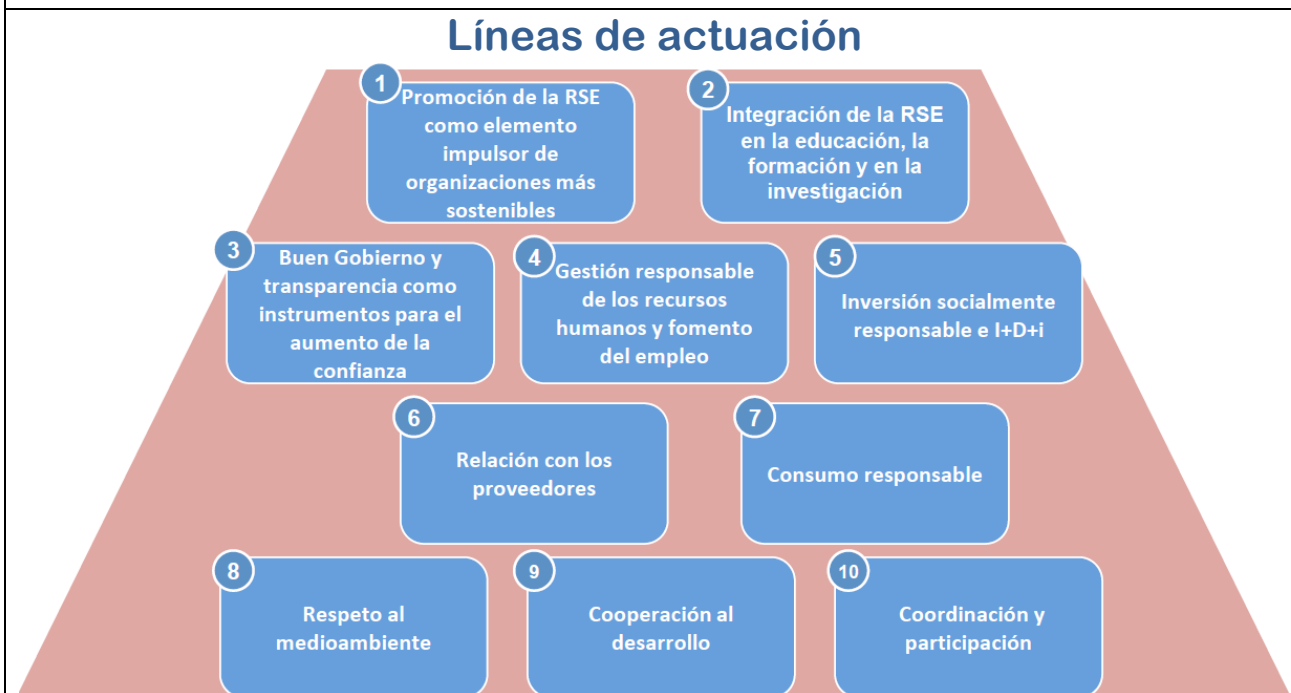 Líneas de actuación
1
Promoción de la RSE
como elemento
impulsor de
organizaciones más
sostenibles
2
Integración de la RSE
en la educación, la
formación y en la
investigación
3
Buen Gobierno y
transparencia como
instrumentos para el
aumento de la
confianza
4
Gestión responsable
de los recursos
humanos y fomento
del empleo
5
Inversión socialmente
responsable e I+D+i
6
Relación con los
proveedores
7
Consumo responsable
8
Respeto al
medioambiente
9
Cooperación al
desarrollo
10
Coordinación y
participación